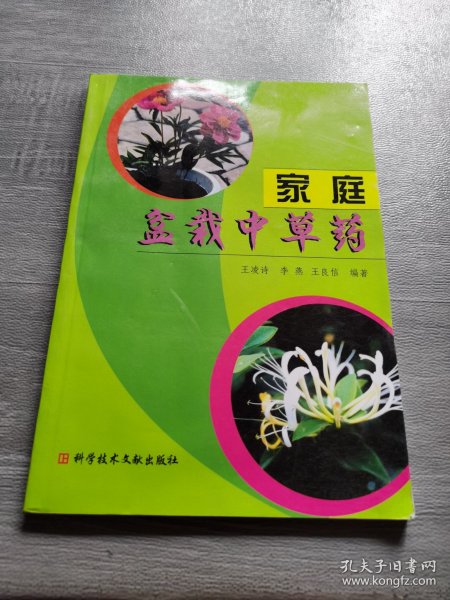 家庭
盆栽中草药
王凌诗 李燕 王良信 编著
科学技术文献出版社
孔夫子旧书网
www.kongfz.com